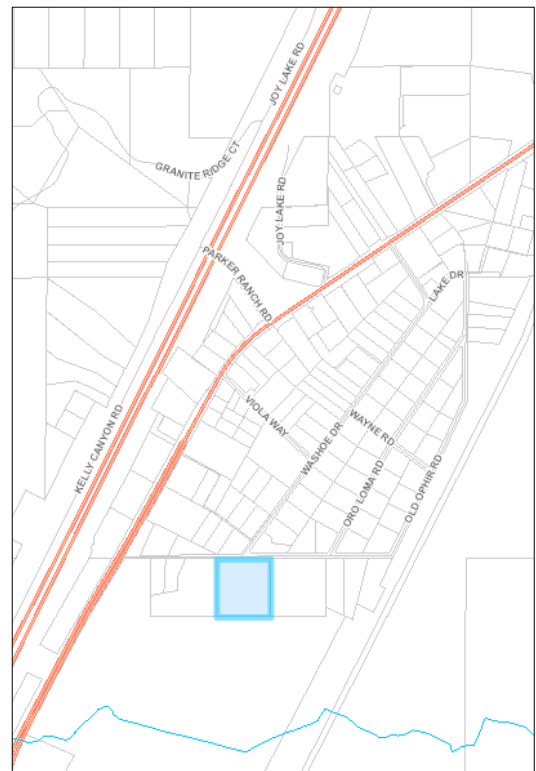 JOY LAKE RD
GRANITE RIDGE CT
JOY LAKE RD
PARKER RANCH RD
LAKE DR
KELLY CANYON RD
VIOLA WAY
WASHOE DR
WAYNE RD
ORO LOMA RD
OLD OPHIR RD